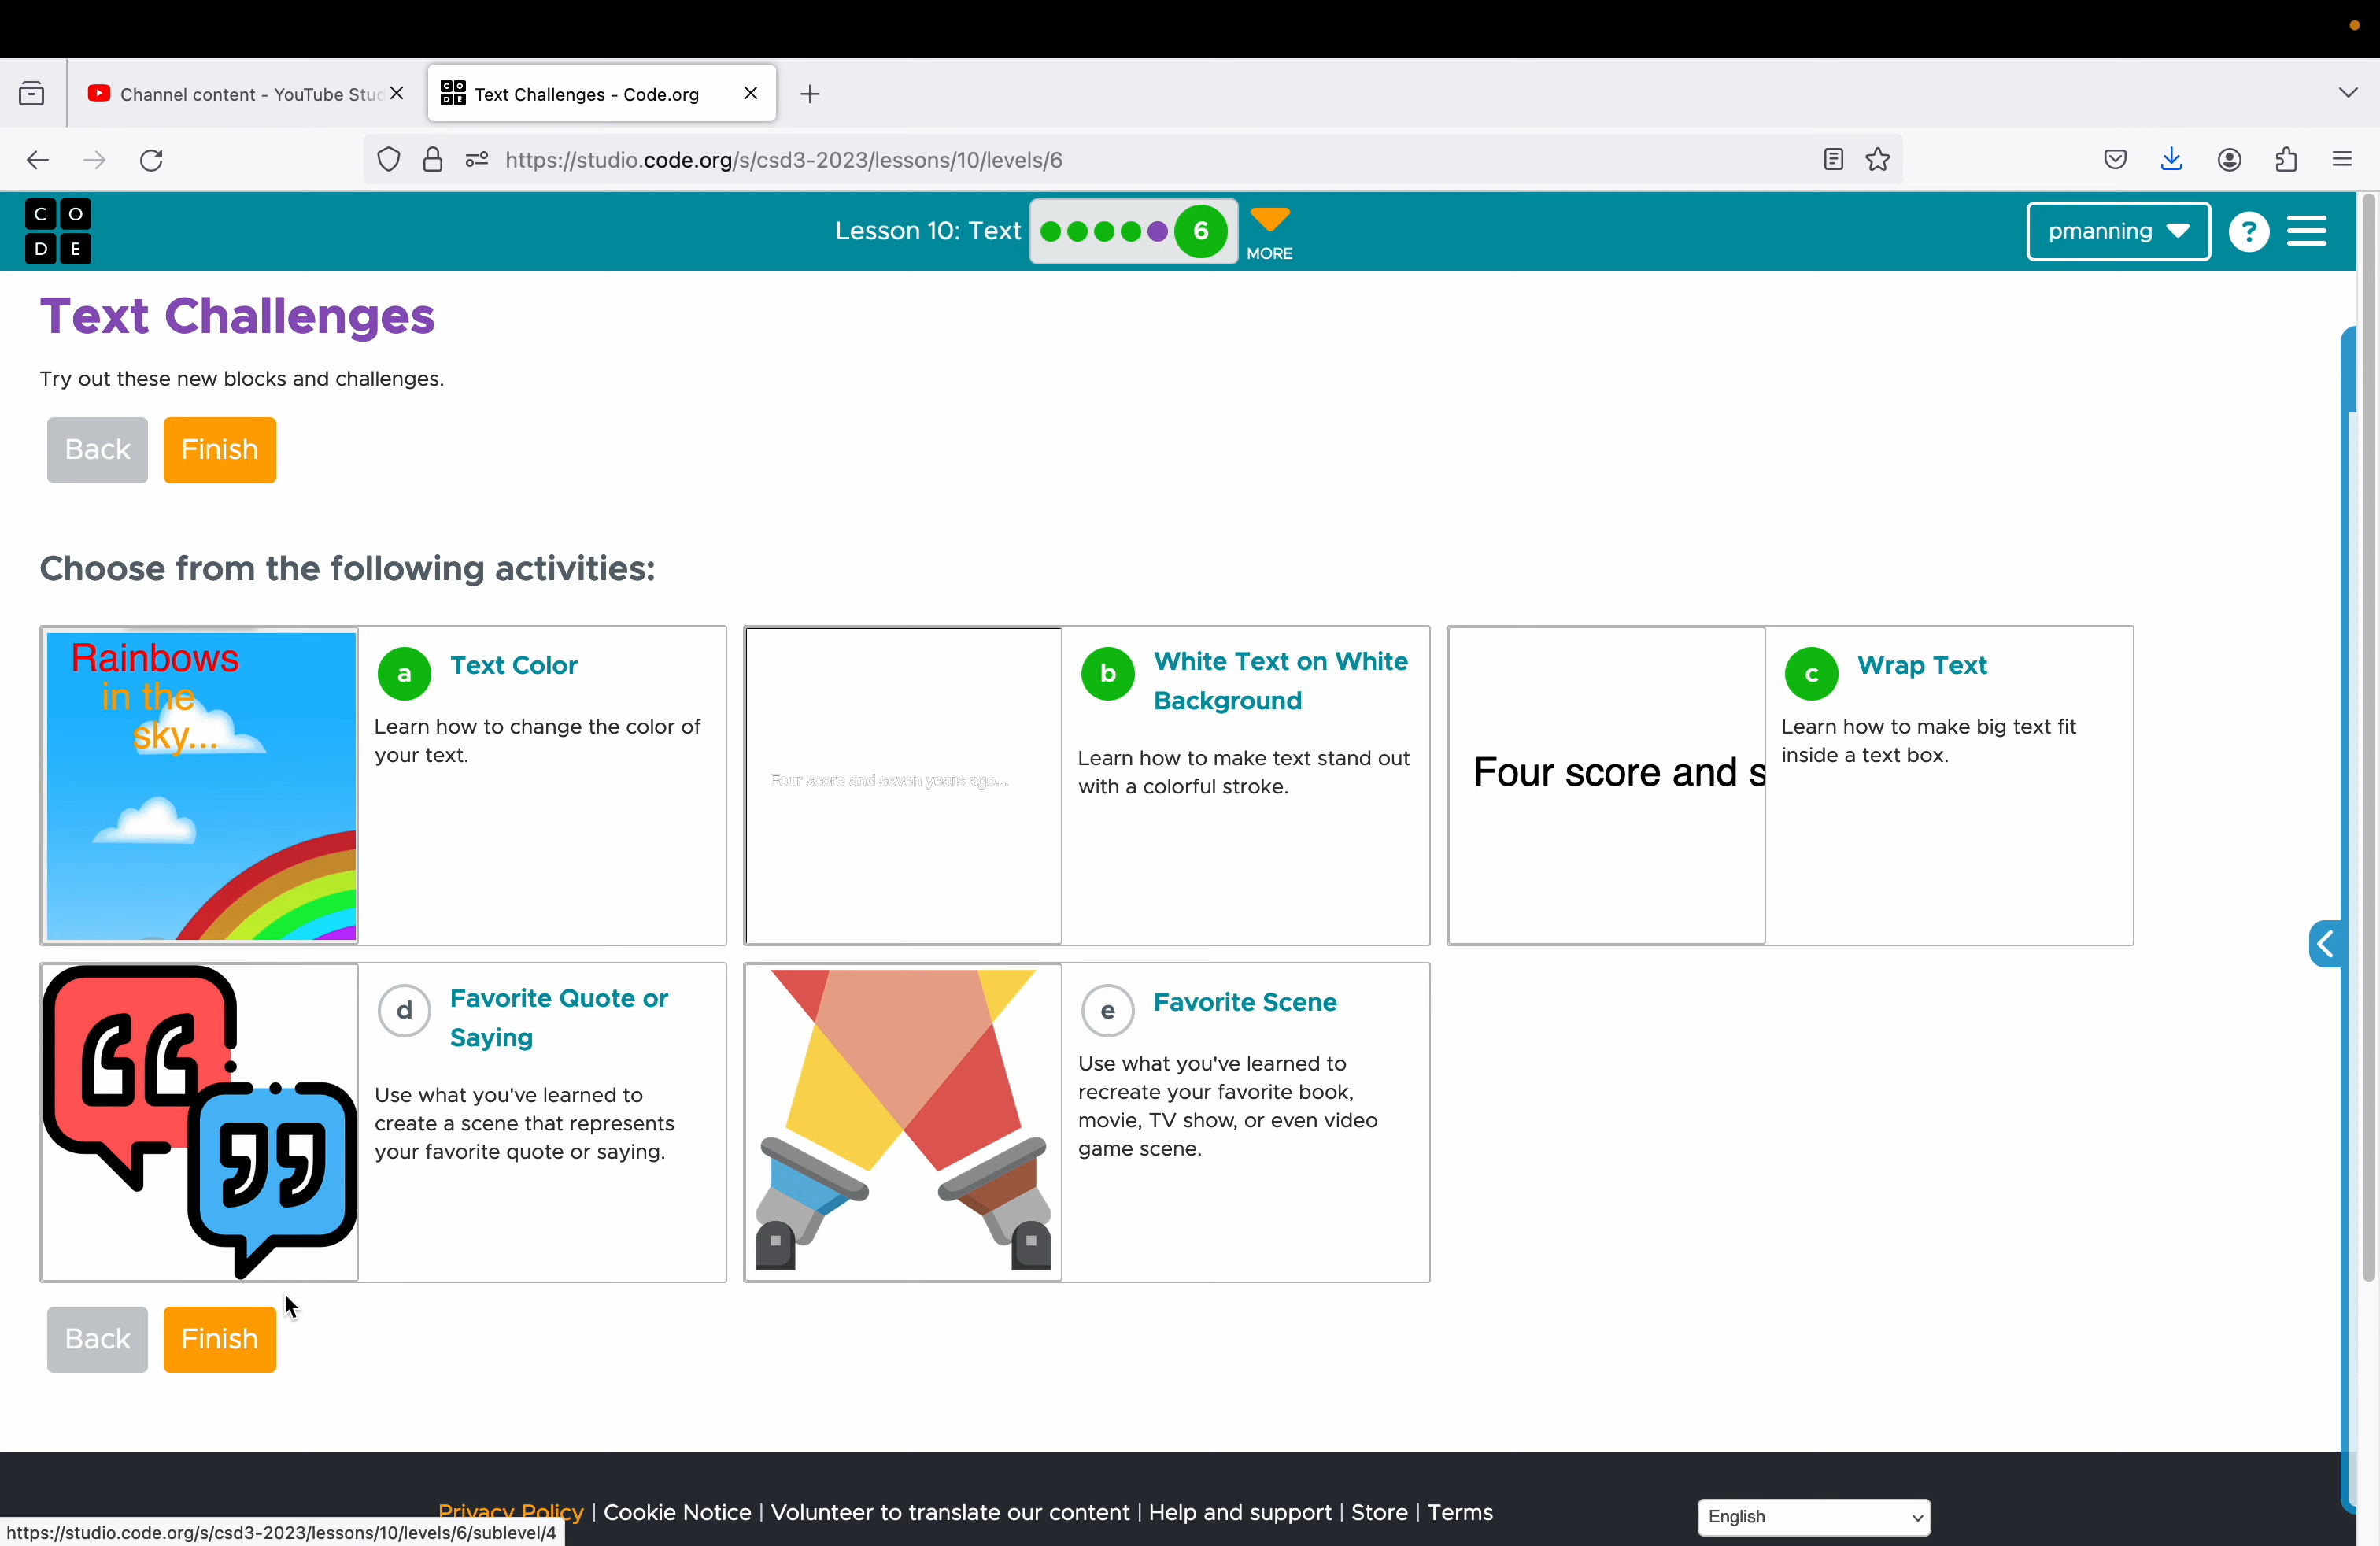 Channel content - YouTube Stu
Text Challenges - Code.org
https://studio.code.org/s/csd3-2023/lessons/10/levels/6
C O
D E
Lesson 10: Text
6
MORE
pmanning
?
Text Challenges
Try out these new blocks and challenges.
Back
Finish
Choose from the following activities:
Rainbows
in the
sky...
a
Text Color
Learn how to change the color of
your text.
Four score and seven years ago...
b
White Text on White
Background
Learn how to make text stand out
with a colorful stroke.
Four score and s
c
Wrap Text
Learn how to make big text fit
inside a text box.
d
Favorite Quote or
Saying
Use what you've learned to
create a scene that represents
your favorite quote or saying.
e
Favorite Scene
Use what you've learned to
recreate your favorite book,
movie, TV show, or even video
game scene.
Back
Finish
Privacy Policy | Cookie Notice | Volunteer to translate our content | Help and support | Store | Terms
English
https://studio.code.org/s/csd3-2023/lessons/10/levels/6/sublevel/4